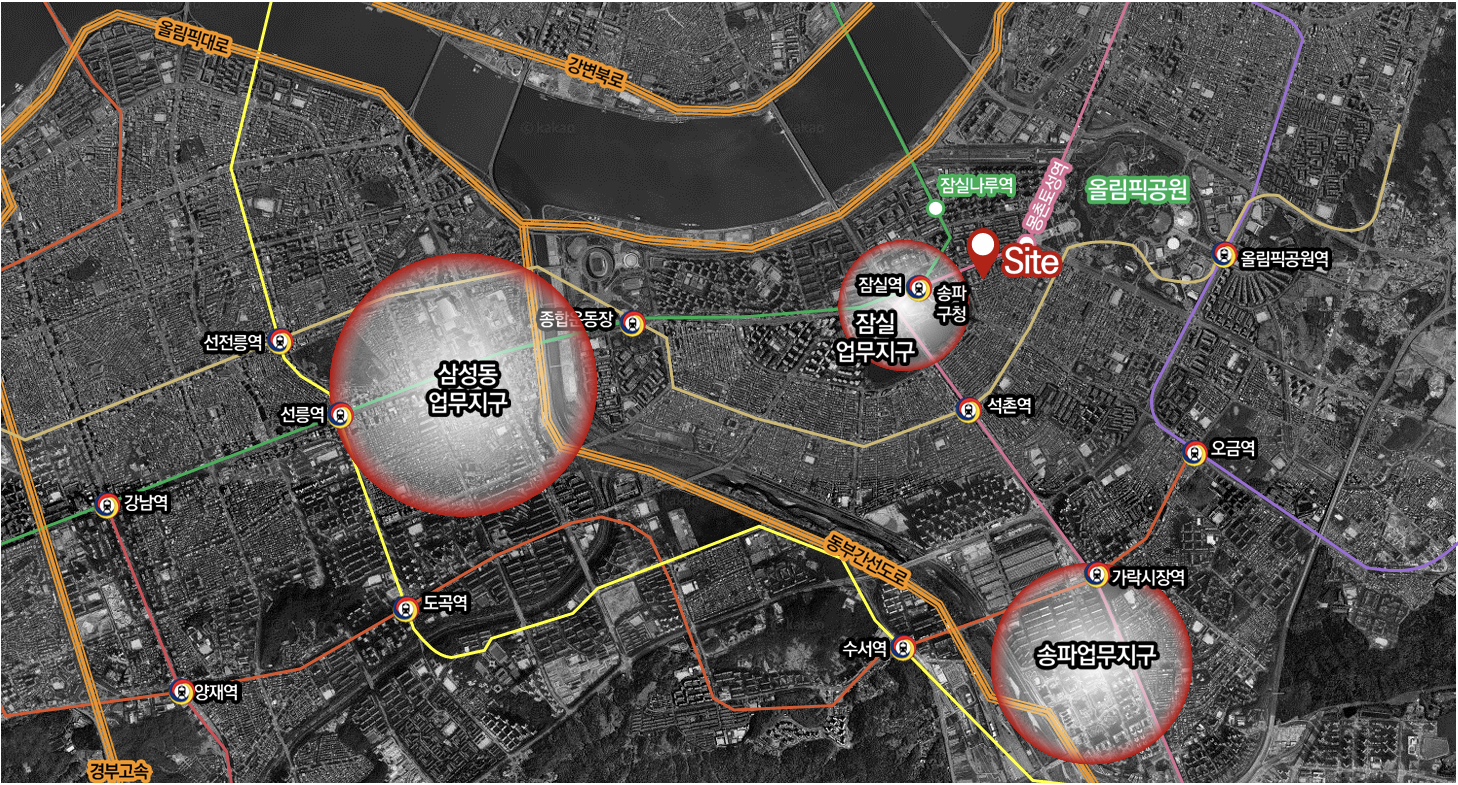 올림픽대로
강변북로
ⓒ kakao
kakao
잠실나루역
몽촌토성역
올림픽공원
Site
올림픽공원역
잠실역
송파
구청
잠실
업무지구
종합운동장
선전릉역
삼성동
업무지구
선릉역
석촌역
오금역
강남역
동부간선도로
가락시장역
도곡역
수서역
송파업무지구
양재역
경부고속